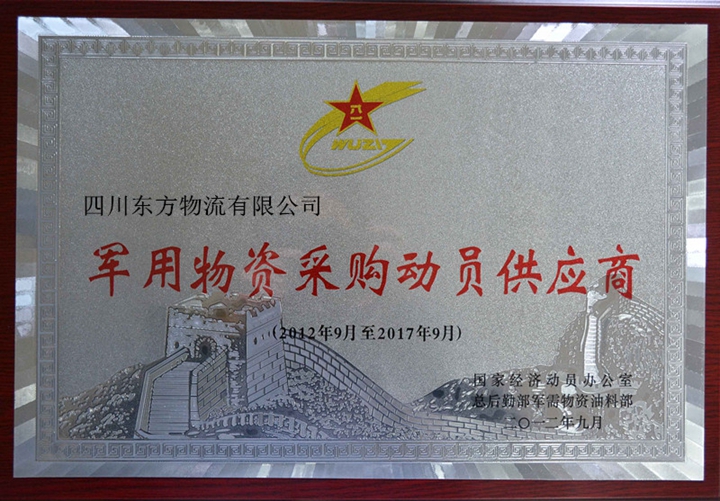 八一
WUZI
四川东方物流有限公司
军用物资采购动员供应商
(2012年9月至2017年9月)
国家经济动员办公室
总后勤部军需物资油料部
二〇一二年九月